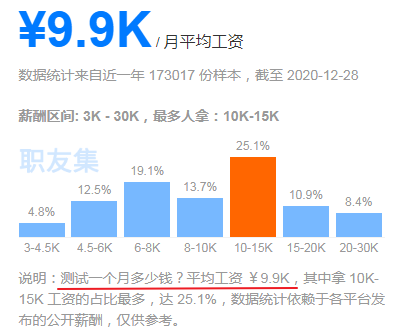 ¥9.9K / 月平均工资
数据统计来自近一年 173017 份样本，截至 2020-12-28
薪酬区间: 3K - 30K，最多人拿：10K-15K
职友集
4.8%
12.5%
19.1%
13.7%
25.1%
10.9%
8.4%
3-4.5K
4.5-6K
6-8K
8-10K
10-15K
15-20K
20-30K
说明：测试一个月多少钱？平均工资 ￥9.9K，其中拿 10K-
15K 工资的占比最多，达 25.1%，数据统计依赖于各平台发
布的公开薪酬，仅供参考。